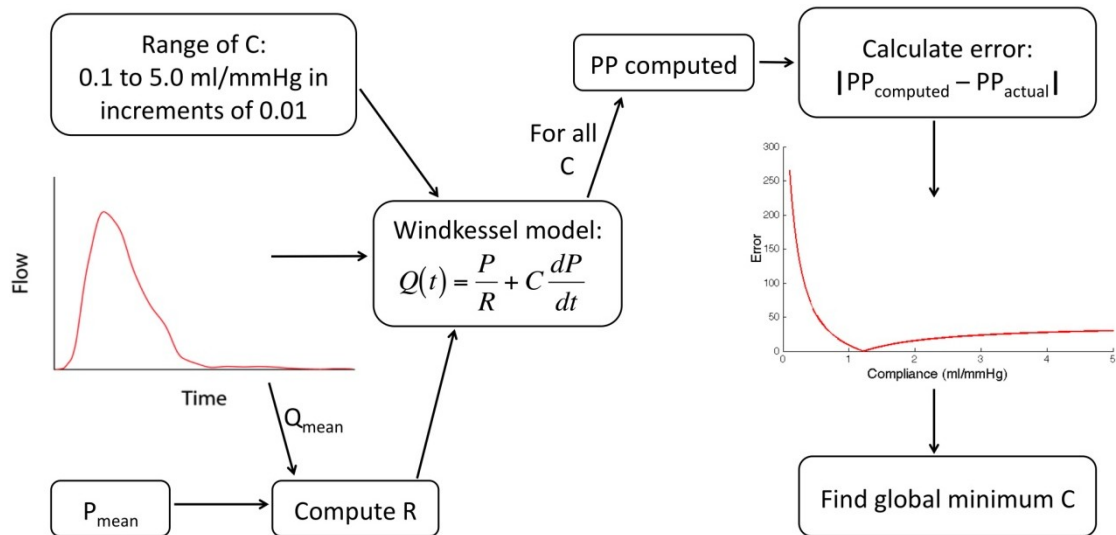 Range of C:
0.1 to 5.0 ml/mmHg in
increments of 0.01
PP computed
Calculate error:
|PPcomputed – PPactual|
For all
C
Flow
Time
Windkessel model:
Q(t) = P/R + C dP/dt
Error
300
250
200
150
100
50
0
0 1 2 3 4 5
Compliance (ml/mmHg)
Qmean
Pmean
Compute R
Find global minimum C